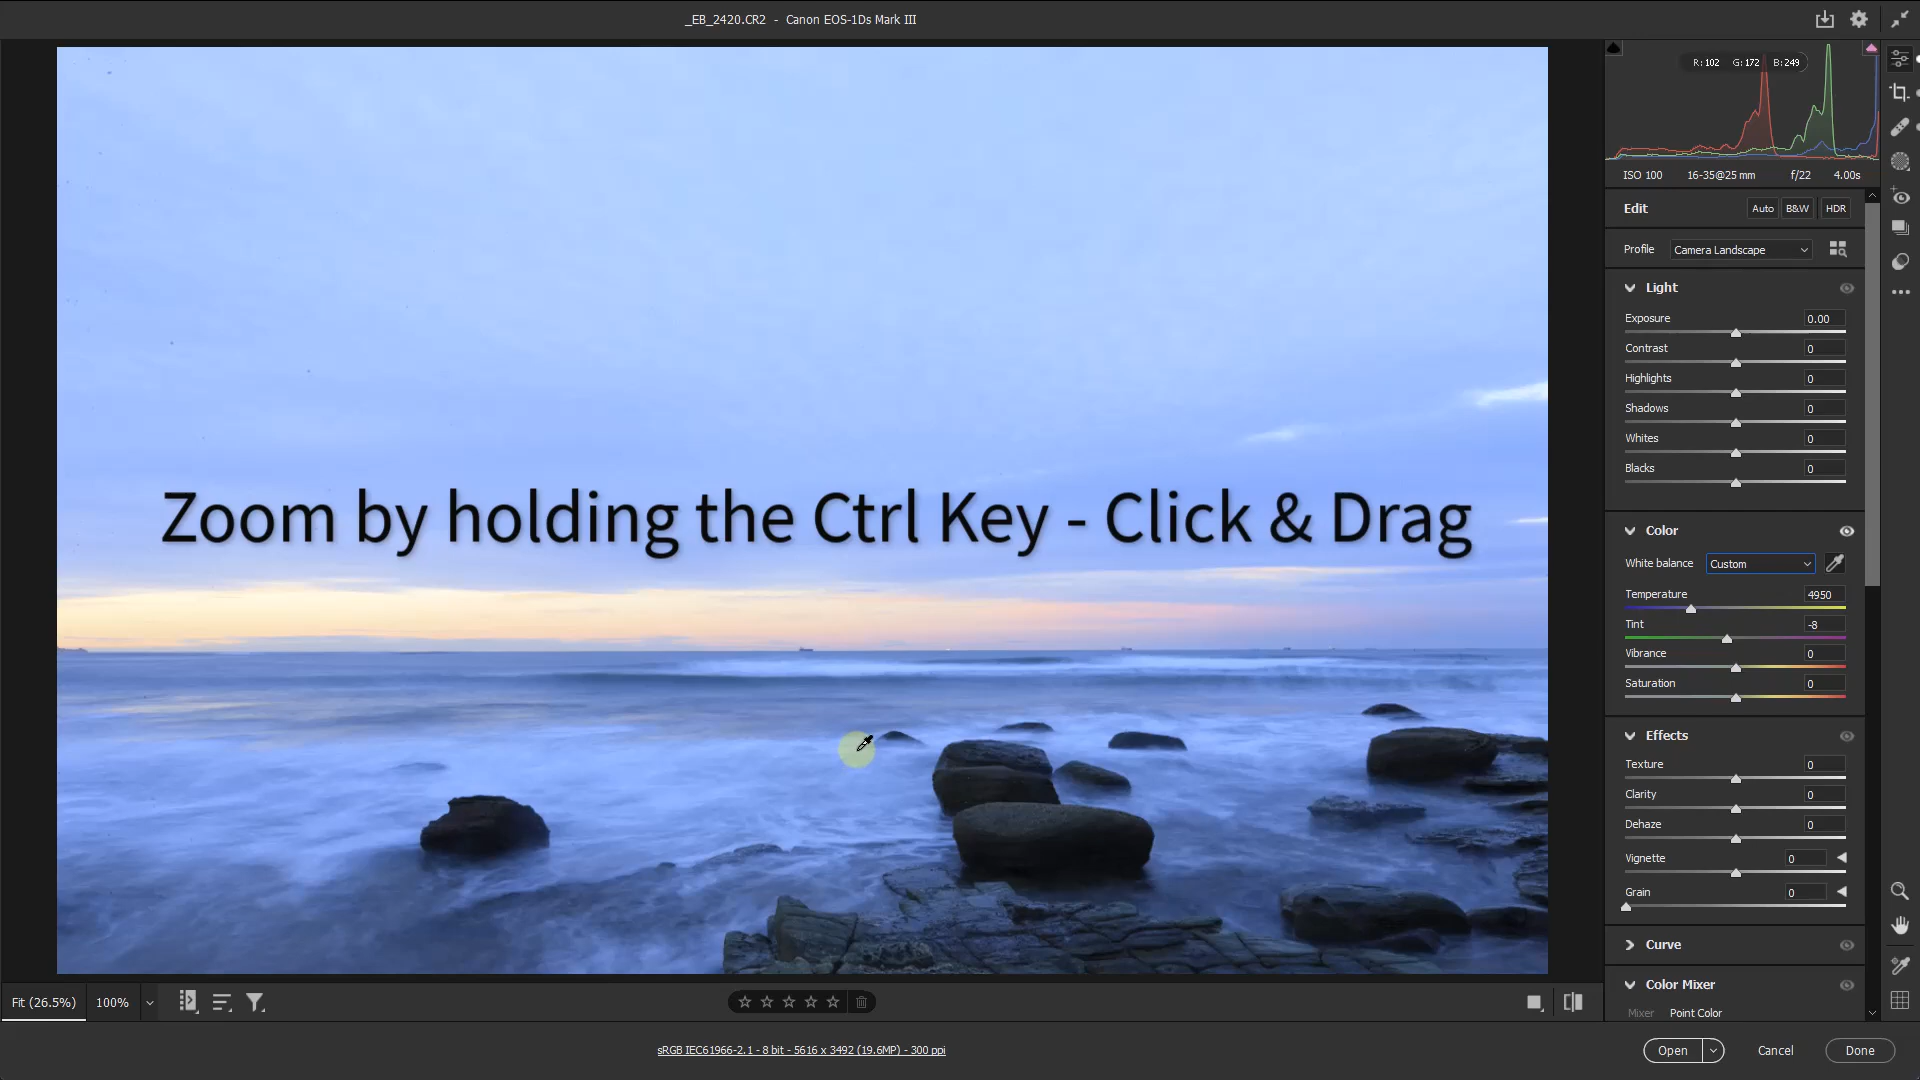 _EB_2420.CR2 - Canon EOS-1Ds Mark III
R: 102 G: 172 B: 249
ISO 100 16-35@25 mm f/22 4.00s
Edit Auto B&W HDR
Profile Camera Landscape
Light
Exposure 0.00
Contrast 0
Highlights 0
Shadows 0
Whites 0
Blacks 0
Zoom by holding the Ctrl Key - Click & Drag
Color
White balance Custom
Temperature 4950
Tint -8
Vibrance 0
Saturation 0
Effects
Texture 0
Clarity 0
Dehaze 0
Vignette 0
Grain 0
Curve
Color Mixer
Mixer Point Color
Fit (26.5%) 100%
sRGB IEC61966-2.1 - 8 bit - 5616 x 3492 (19.6MP) - 300 ppi
Open Cancel Done